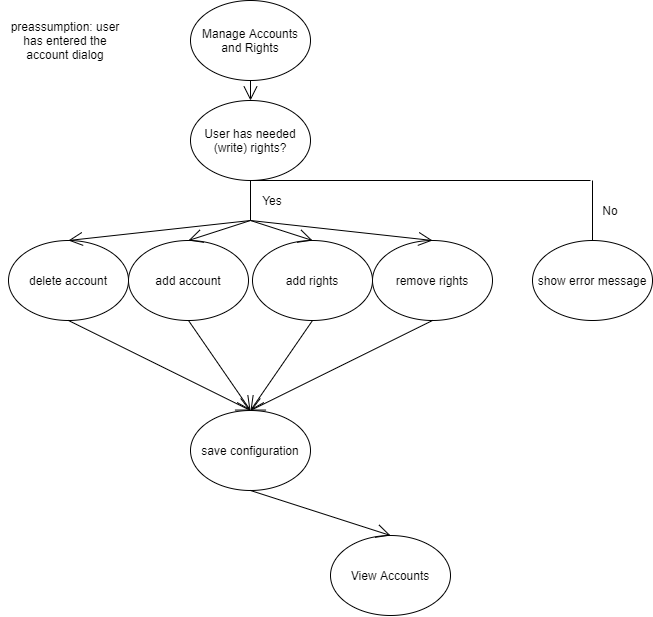 preassumption: user
has entered the
account dialog
Manage Accounts
and Rights
User has needed
(write) rights?
Yes
No
delete account
add account
add rights
remove rights
show error message
save configuration
View Accounts